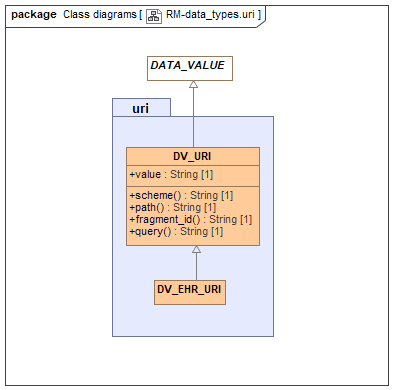 package Class diagrams [ RM-data_types.uri ]
DATA_VALUE
uri
DV_URI
+value : String [1]
+scheme() : String [1]
+path() : String [1]
+fragment_id() : String [1]
+query() : String [1]
DV_EHR_URI